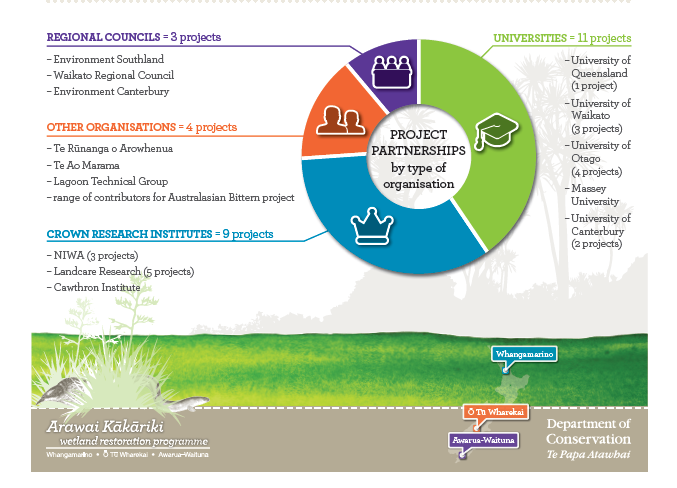 REGIONAL COUNCILS = 3 projects
– Environment Southland
– Waikato Regional Council
– Environment Canterbury
OTHER ORGANISATIONS = 4 projects
– Te Rūnanga o Arowhenua
– Te Ao Marama
– Lagoon Technical Group
– range of contributors for Australasian Bittern project
CROWN RESEARCH INSTITUTES = 9 projects
– NIWA (3 projects)
– Landcare Research (5 projects)
– Cawthron Institute
PROJECT
PARTNERSHIPS
by type of
organisation
UNIVERSITIES = 11 projects
– University of
Queensland
(1 project)
– University of
Waikato
(3 projects)
– University of
Otago
(4 projects)
– Massey
University
– University of
Canterbury
(2 projects)
Whangamarino
Ō Tū Wharekai
Awarua-Waituna
Arawai Kākāriki
wetland restoration programme
Whangamarino • Ō Tū Wharekai • Awarua-Waituna
Department of
Conservation
Te Papa Atawhai